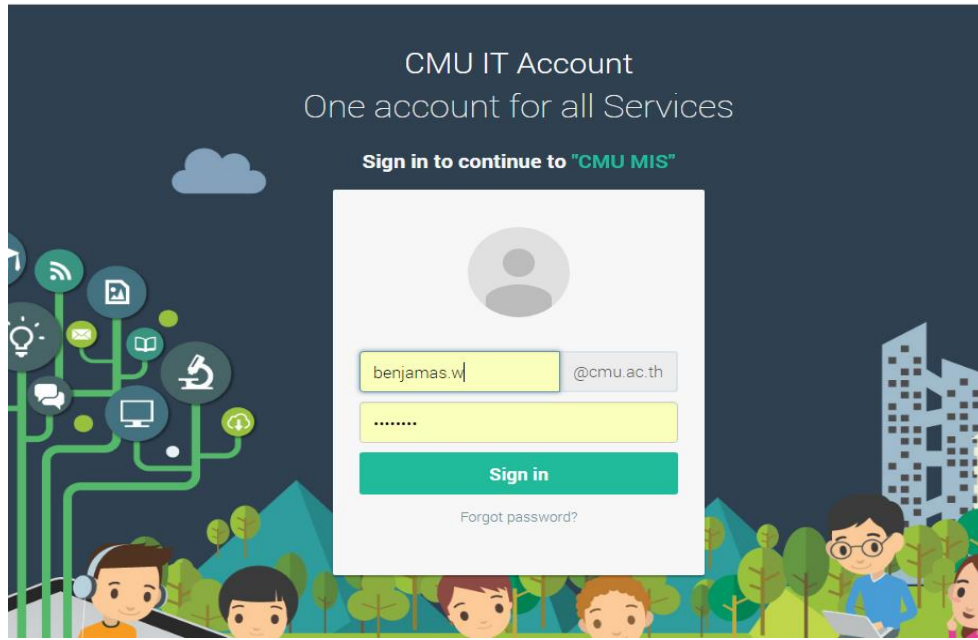 CMU IT Account
One account for all Services
Sign in to continue to "CMU MIS"
benjamas.w @cmu.ac.th
........
Sign in
Forgot password?